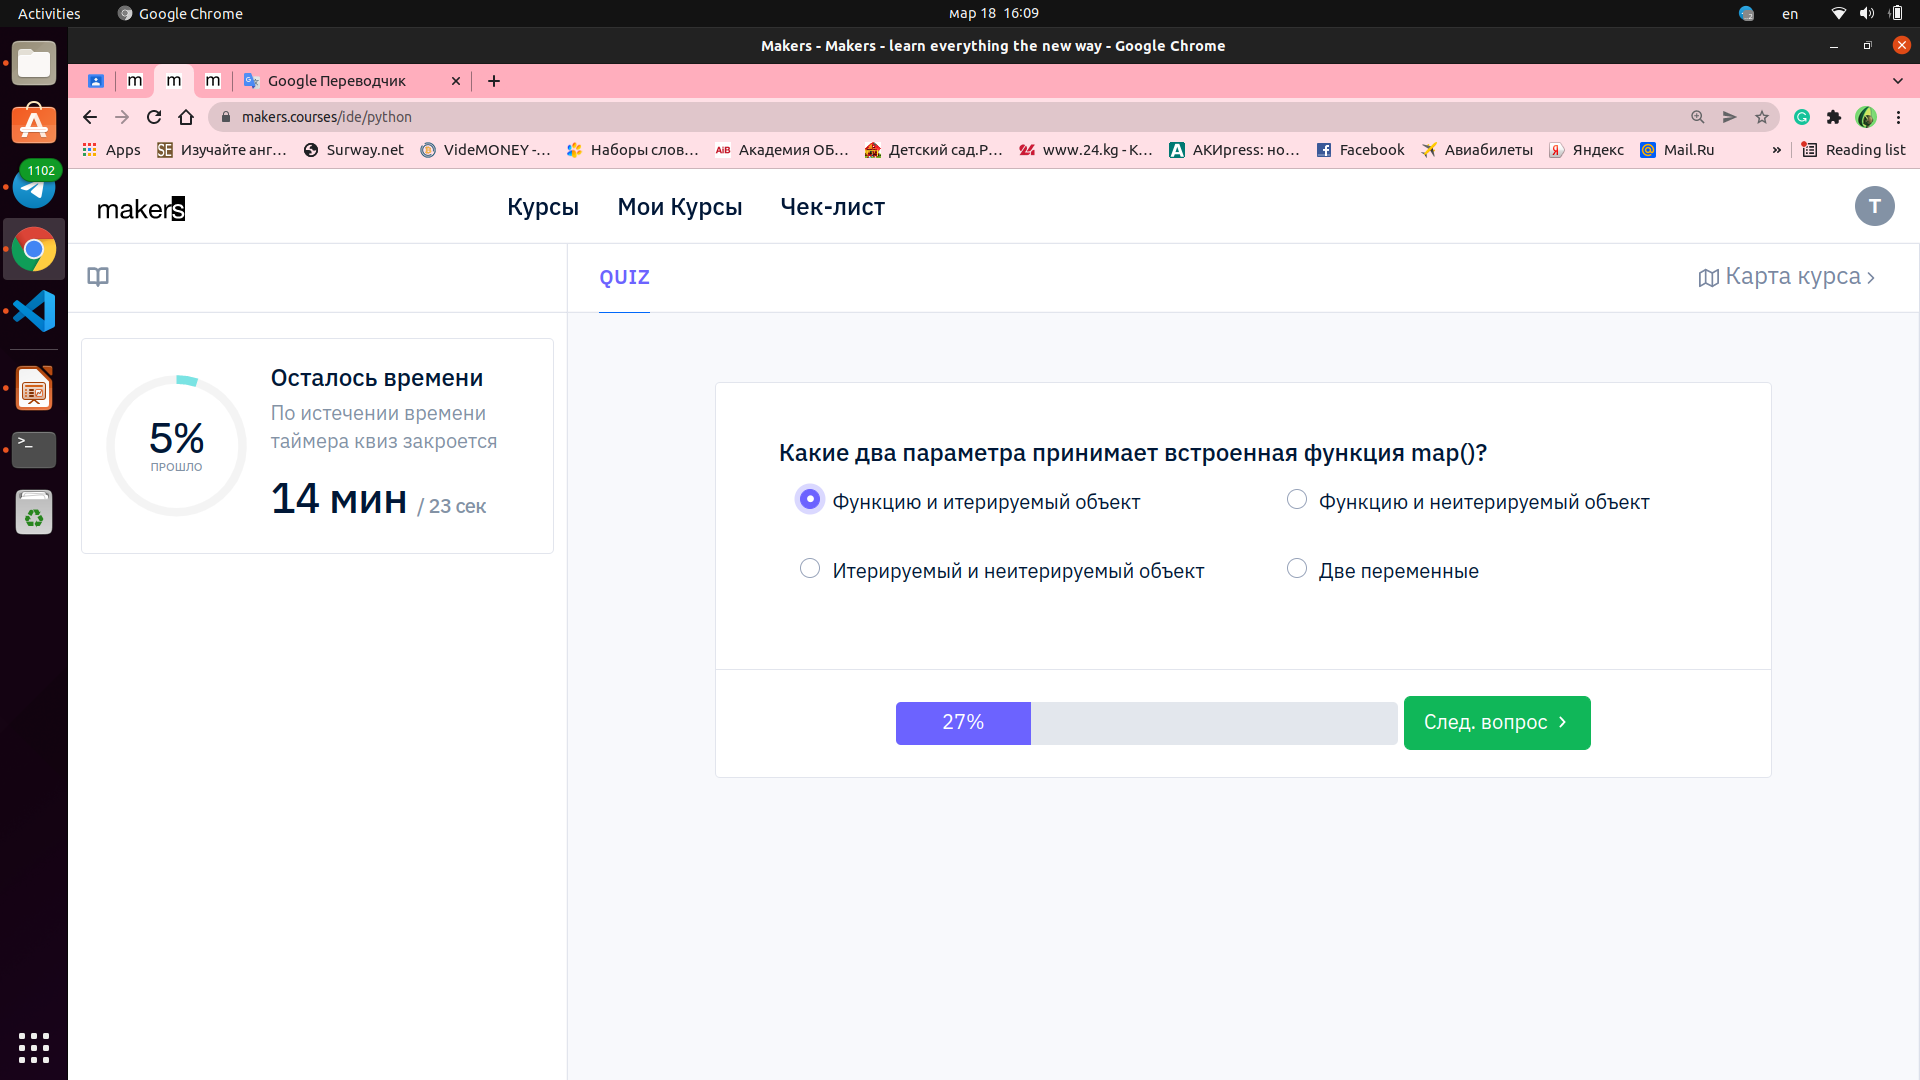 Activities
Google Chrome
мар 18 16:09
en
Makers - Makers - learn everything the new way - Google Chrome
m
m
m
Google Переводчик
makers.courses/ide/python
Apps
SE Изучайте анг...
Surway.net
VideMONEY -...
Наборы слов...
AiB Академия ОБ...
Детский сад.Р...
www.24.kg - К...
АКИpress: но...
Facebook
Авиабилеты
Яндекс
Mail.Ru
»
Reading list
1102
makers
Курсы
Мои Курсы
Чек-лист
T
QUIZ
Карта курса
5%
ПРОШЛО
Осталось времени
По истечении времени
таймера квиз закроется
14 мин / 23 сек
Какие два параметра принимает встроенная функция map()?
Функцию и итерируемый объект
Функцию и неитерируемый объект
Итерируемый и неитерируемый объект
Две переменные
27%
След. вопрос